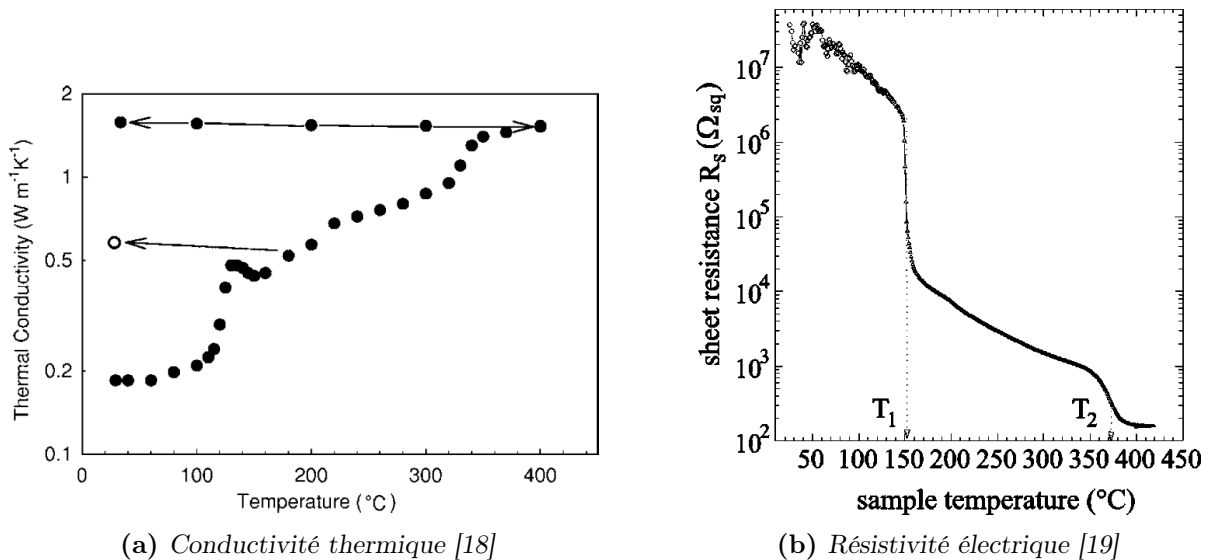 Thermal Conductivity (W m⁻¹K⁻¹)
2
1
0.5
0.2
0.1
0 100 200 300 400
Temperature (°C)
(a) Conductivité thermique [18]
sheet resistance Rₛ (Ωsq)
10⁷
10⁶
10⁵
10⁴
10³
10²
T₁ T₂
50 100 150 200 250 300 350 400 450
sample temperature (°C)
(b) Résistivité électrique [19]